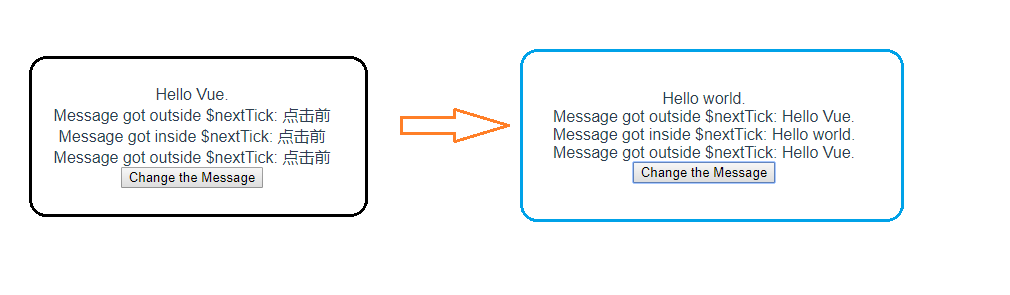 Hello Vue.
Message got outside $nextTick: 点击前
Message got inside $nextTick: 点击前
Message got outside $nextTick: 点击前
Change the Message
Hello world.
Message got outside $nextTick: Hello Vue.
Message got inside $nextTick: Hello world.
Message got outside $nextTick: Hello Vue.
Change the Message